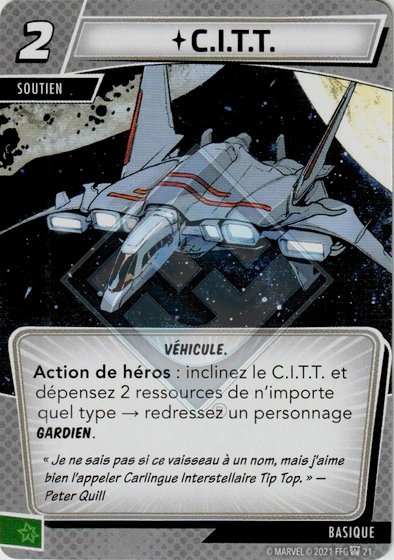 2
C.I.T.T.
SOUTIEN
VÉHICULE.
Action de héros : inclinez le C.I.T.T. et
dépensez 2 ressources de n'importe
quel type → redressez un personnage
GARDIEN.
« Je ne sais pas si ce vaisseau à un nom, mais j'aime
bien l'appeler Carlingue Interstellaire Tip Top. » –
Peter Quill
BASIQUE
© MARVEL © 2021 FFG 21